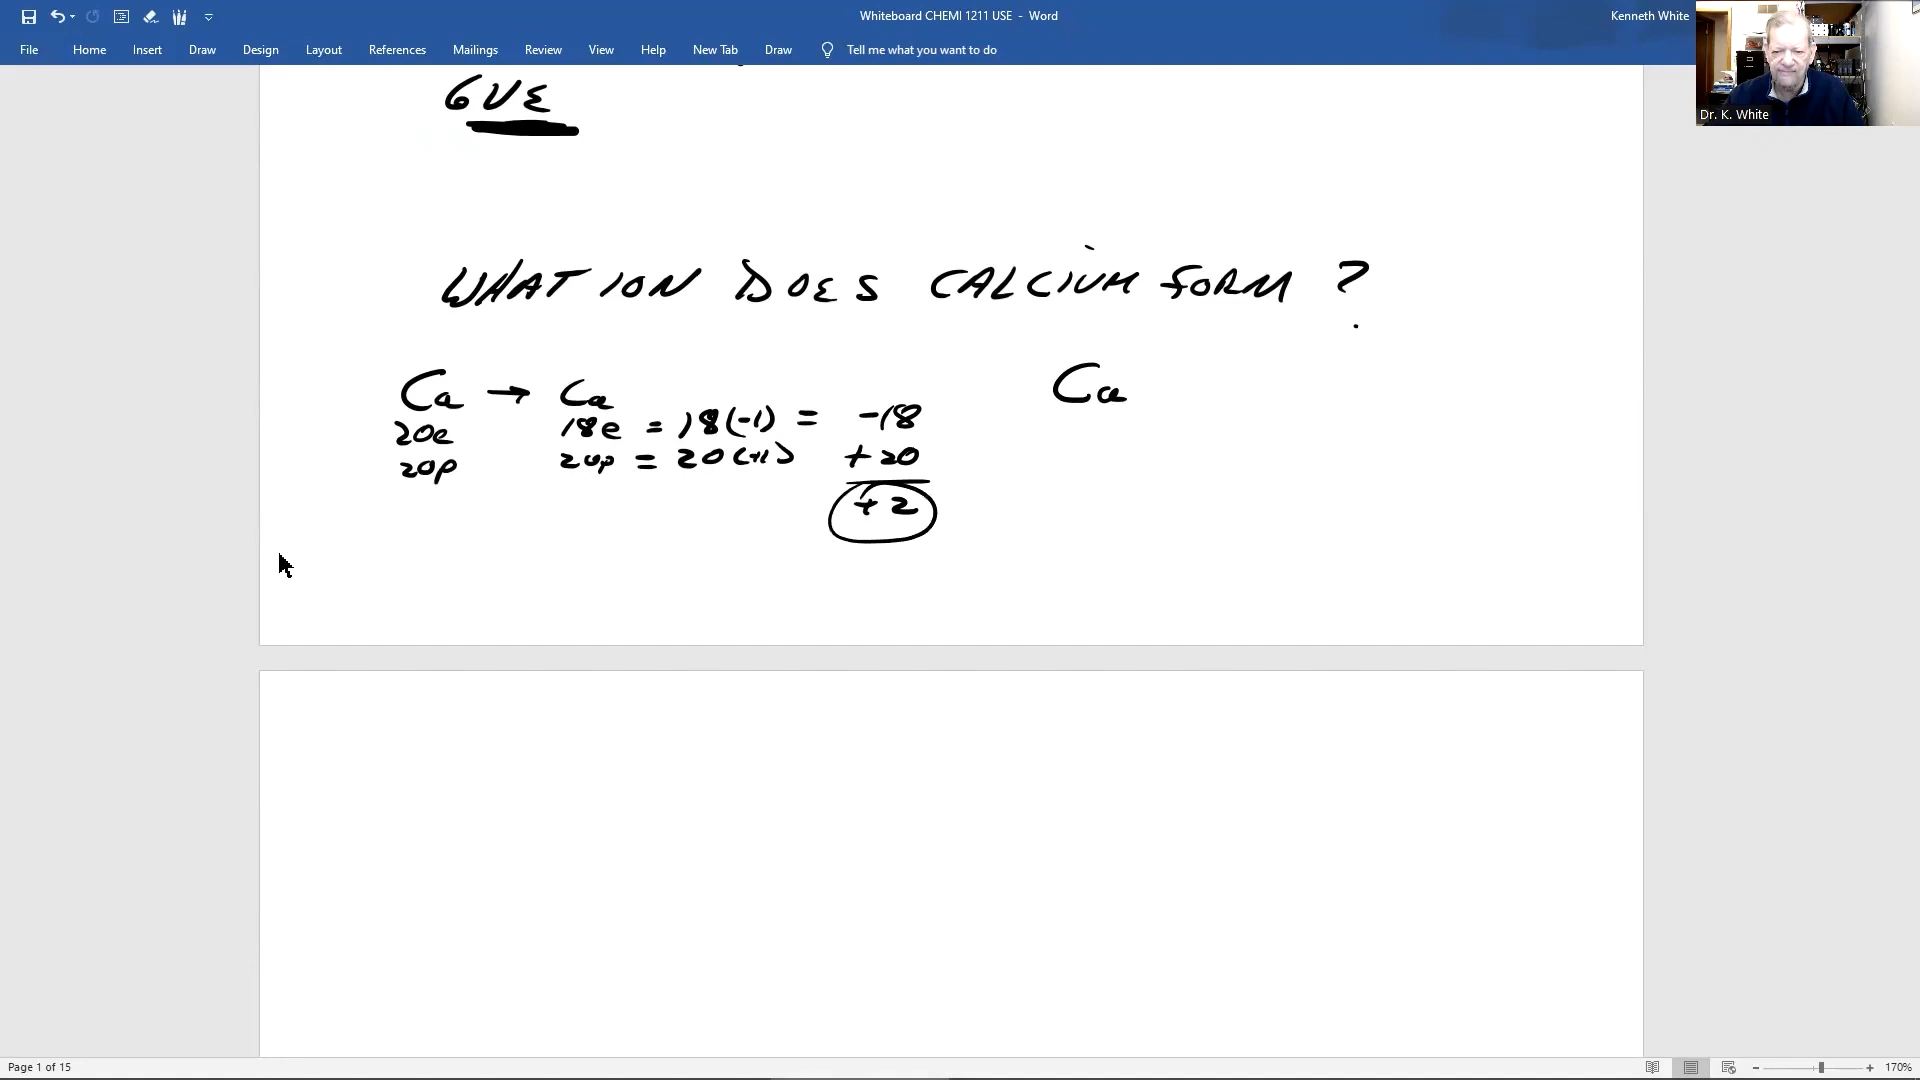 Whiteboard CHEMI 1211 USE - Word
Kenneth White
File Home Insert Draw Design Layout References Mailings Review View Help New Tab Draw Tell me what you want to do
Dr. K. White
6VE
WHAT ION DOES CALCIUM FORM ?
Ca → Ca
Ca
20e 18e = 18(-1) = -18
20p 20p = 20(+1) +20
+2
Page 1 of 15
170%